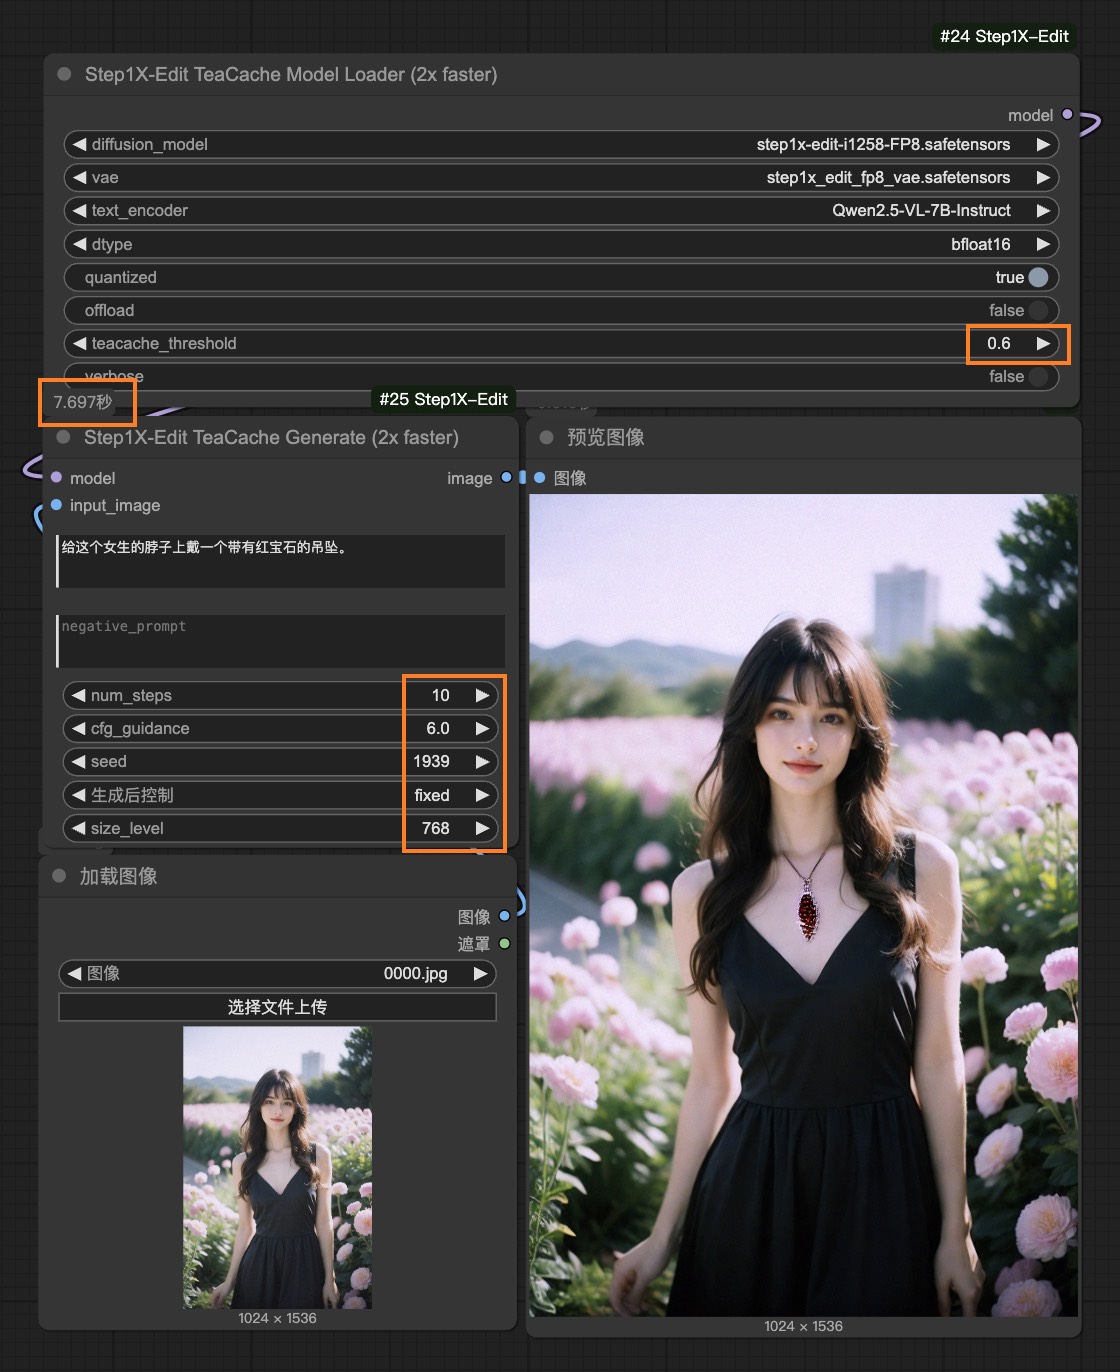 #24 Step1X-Edit
Step1X-Edit TeaCache Model Loader (2x faster)
model
diffusion_model step1x-edit-i1258-FP8.safetensors
vae step1x_edit_fp8_vae.safetensors
text_encoder Qwen2.5-VL-7B-Instruct
dtype bfloat16
quantized true
offload false
teacache_threshold 0.6
verbose false
7.697秒
#25 Step1X-Edit
Step1X-Edit TeaCache Generate (2x faster)
model image
input_image
给这个女生的脖子上戴一个带有红宝石的吊坠。
negative_prompt
num_steps 10
cfg_guidance 6.0
seed 1939
生成后控制 fixed
size_level 768
加载图像
图像
遮罩
图像 0000.jpg
选择文件上传
1024 × 1536
预览图像
图像
1024 × 1536